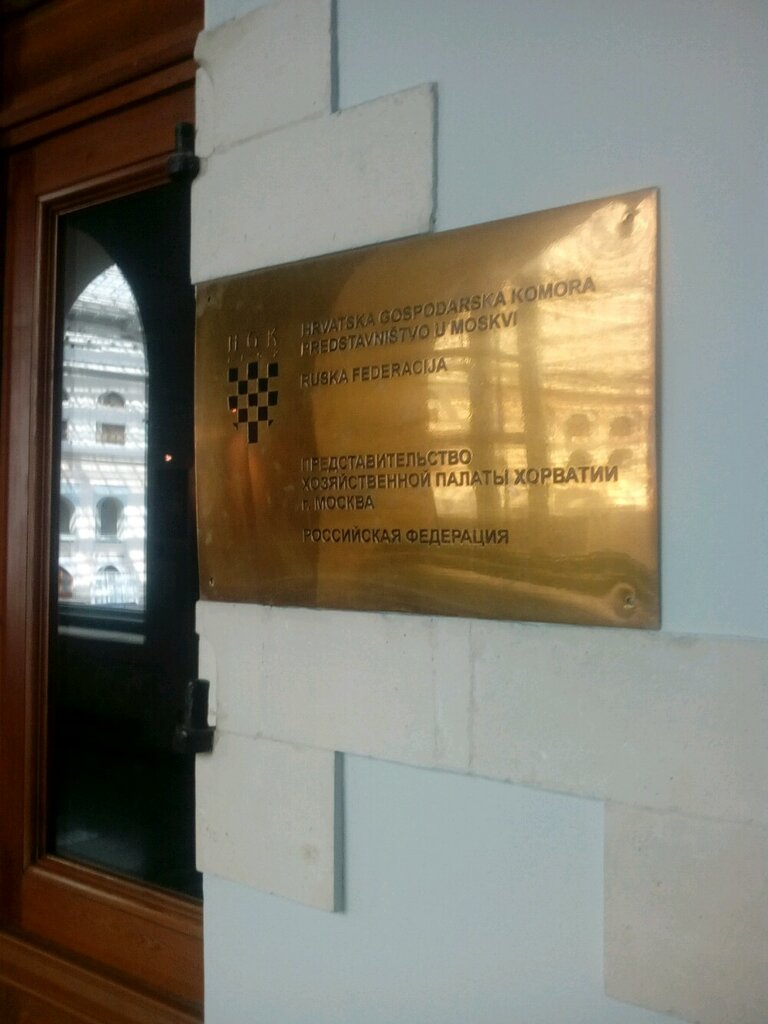 HGK
HRVATSKA GOSPODARSKA KOMORA
PREDSTAVNIŠTVO U MOSKVI
RUSKA FEDERACIJA
ПРЕДСТАВИТЕЛЬСТВО
ХОЗЯЙСТВЕННОЙ ПАЛАТЫ ХОРВАТИИ
г. МОСКВА
РОССИЙСКАЯ ФЕДЕРАЦИЯ